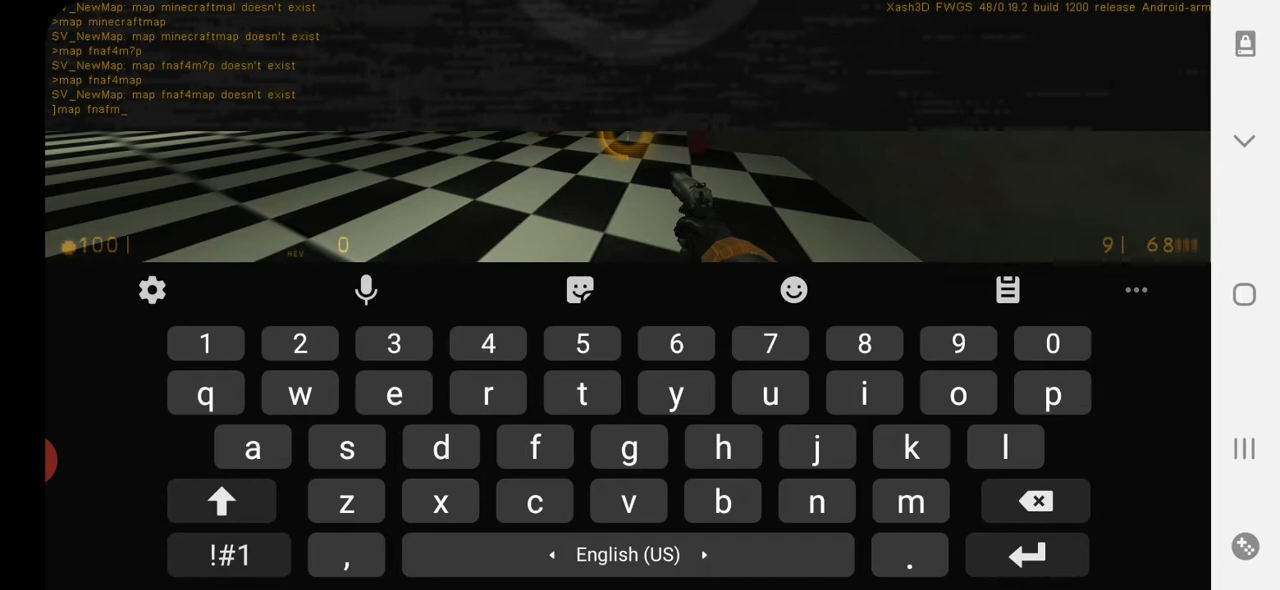 SV_NewMap: map minecraftmal doesn't exist
Xash3D FWGS 48/0.19.2 build 1200 release Android-arm
>map minecraftmap
SV_NewMap: map minecraftmap doesn't exist
>map fnaf4m?p
SV_NewMap: map fnaf4m?p doesn't exist
>map fnaf4map
SV_NewMap: map fnaf4map doesn't exist
]map fnafm_
100|
HEV
0
9| 68
1 2 3 4 5 6 7 8 9 0
q w e r t y u i o p
a s d f g h j k l
z x c v b n m
!#1 , English (US) .